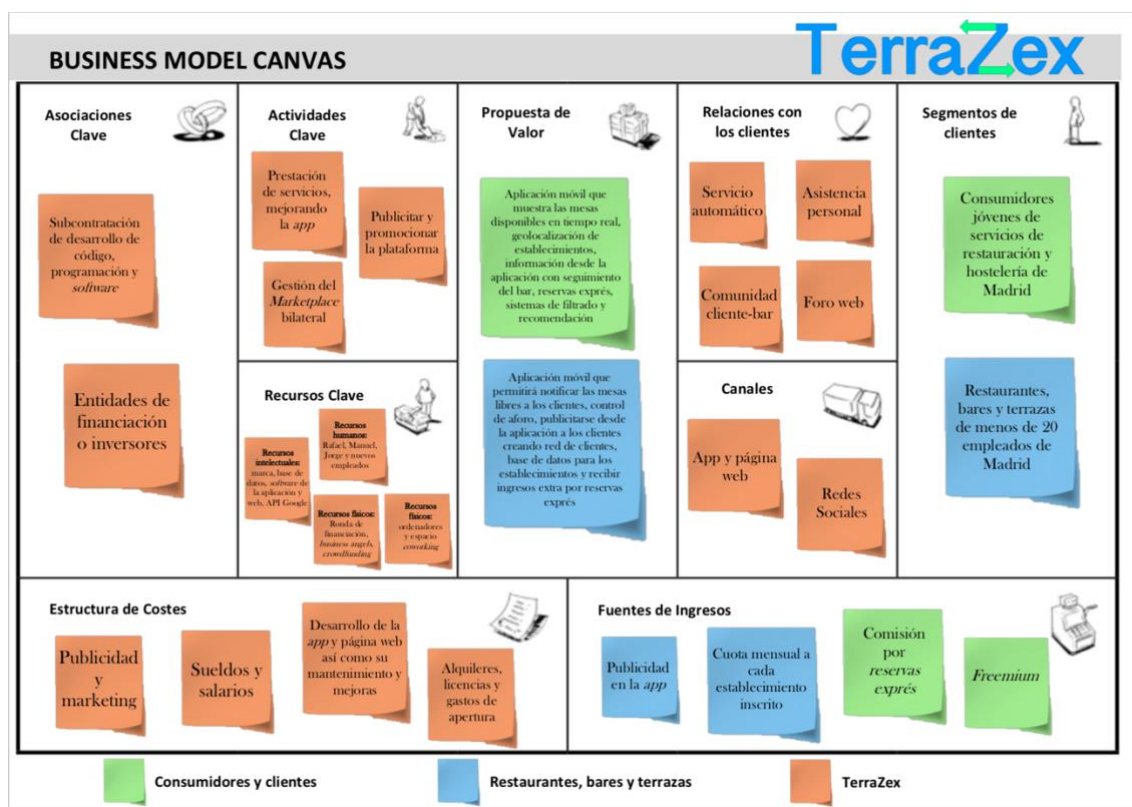 TerraZex
BUSINESS MODEL CANVAS
Asociaciones
Clave
Subcontratación
de desarrollo de
código,
programación y
software
Entidades de
financiación
o inversores
Actividades
Clave
Prestación
de servicios,
mejorando
la app
Publicitar y
promocionar
la plataforma
Gestión del
Marketplace
bilateral
Recursos Clave
Recursos
humanos:
Rafael, Manuel,
Jorge y nuevos
empleados
Recursos
intelectuales:
marca, base de
datos, software de
la aplicación y
web, API Google
Recursos físicos:
Ronda de
financiación,
business angels,
crowdfunding
Recursos
físicos:
ordenadores
y espacio
coworking
Propuesta de
Valor
Aplicación móvil que
muestra las mesas
disponibles en tiempo real,
geolocalización de
establecimientos,
información desde la
aplicación con seguimiento
del bar, reservas exprés,
sistemas de filtrado y
recomendación
Aplicación móvil que
permitirá notificar las mesas
libres a los clientes, control
de aforo, publicitarse desde
la aplicación a los clientes
creando red de clientes,
base de datos para los
establecimientos y recibir
ingresos extra por reservas
exprés
Relaciones con
los clientes
Servicio
automático
Asistencia
personal
Comunidad
cliente-bar
Foro web
Canales
App y página
web
Redes
Sociales
Segmentos de
clientes
Consumidores
jóvenes de
servicios de
restauración y
hostelería de
Madrid
Restaurantes,
bares y terrazas
de menos de 20
empleados de
Madrid
Estructura de Costes
Publicidad
y
marketing
Sueldos y
salarios
Desarrollo de la
app y página web
así como su
mantenimiento y
mejoras
Alquileres,
licencias y
gastos de
apertura
Fuentes de Ingresos
Publicidad
en la app
Cuota mensual a
cada
establecimiento
inscrito
Comisión
por
reservas
exprés
Freemium
Consumidores y clientes
Restaurantes, bares y terrazas
TerraZex